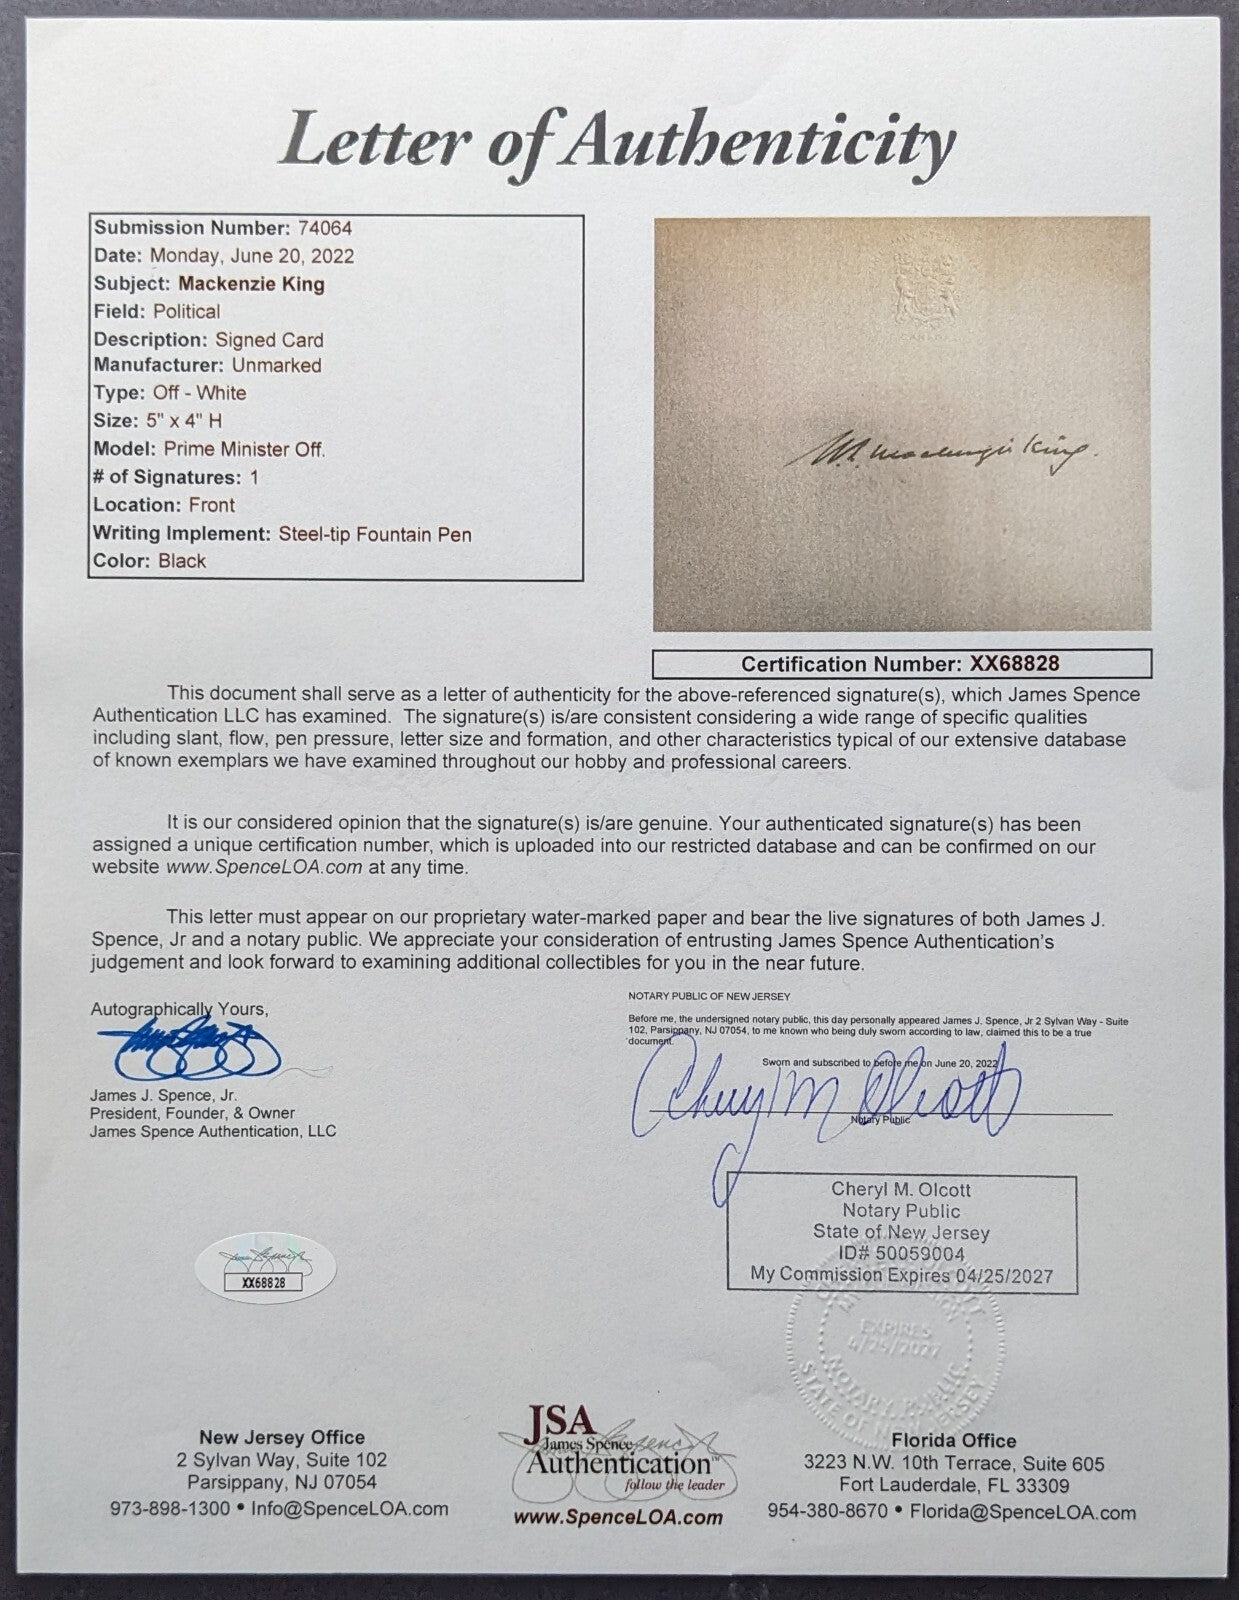 Letter of Authenticity
Submission Number: 74064
Date: Monday, June 20, 2022
Subject: Mackenzie King
Field: Political
Description: Signed Card
Manufacturer: Unmarked
Type: Off - White
Size: 5" x 4" H
Model: Prime Minister Off.
# of Signatures: 1
Location: Front
Writing Implement: Steel-tip Fountain Pen
Color: Black
W. L. Mackenzie King.
Certification Number: XX68828
This document shall serve as a letter of authenticity for the above-referenced signature(s), which James Spence
Authentication LLC has examined. The signature(s) is/are consistent considering a wide range of specific qualities
including slant, flow, pen pressure, letter size and formation, and other characteristics typical of our extensive database
of known exemplars we have examined throughout our hobby and professional careers.
It is our considered opinion that the signature(s) is/are genuine. Your authenticated signature(s) has been
assigned a unique certification number, which is uploaded into our restricted database and can be confirmed on our
website www.SpenceLOA.com at any time.
This letter must appear on our proprietary water-marked paper and bear the live signatures of both James J.
Spence, Jr and a notary public. We appreciate your consideration of entrusting James Spence Authentication's
judgement and look forward to examining additional collectibles for you in the near future.
Autographically Yours,
James J. Spence, Jr.
President, Founder, & Owner
James Spence Authentication, LLC
NOTARY PUBLIC OF NEW JERSEY
Before me, the undersigned notary public, this day personally appeared James J. Spence, Jr 2 Sylvan Way - Suite
102, Parsippany, NJ 07054, to me known who being duly sworn according to law, claimed this to be a true
document.
Sworn and subscribed to before me on June 20, 2022
Cheryl M Olcott
Notary Public
Cheryl M. Olcott
Notary Public
State of New Jersey
ID# 50059004
My Commission Expires 04/25/2027
EXPIRES
4/25/2027
NOTARY PUBLIC
STATE OF NEW JERSEY
XX68828
New Jersey Office
2 Sylvan Way, Suite 102
Parsippany, NJ 07054
973-898-1300 • Info@SpenceLOA.com
JSA
James Spence
Authentication™
follow the leader
www.SpenceLOA.com
Florida Office
3223 N.W. 10th Terrace, Suite 605
Fort Lauderdale, FL 33309
954-380-8670 • Florida@SpenceLOA.com